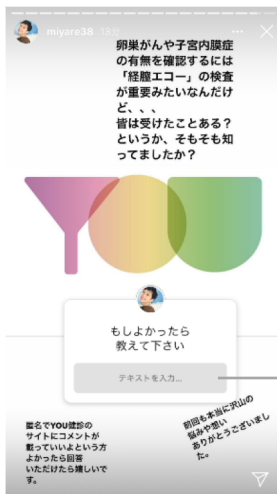 miyare38 18分
卵巣がんや子宮内膜症
の有無を確認するには
「経膣エコー」の検査
が重要みたいなんだけ
ど、、、
皆は受けたことある？
というか、そもそも知
ってましたか？
YOU
もしよかったら
教えて下さい
テキストを入力...
匿名でYOU健診の
サイトにコメントが
載っていいよという方
よかったら回答
いただけたら嬉しいで
す。
前回も本当に沢山の
悩みや想い
ありがとうございまし
た。